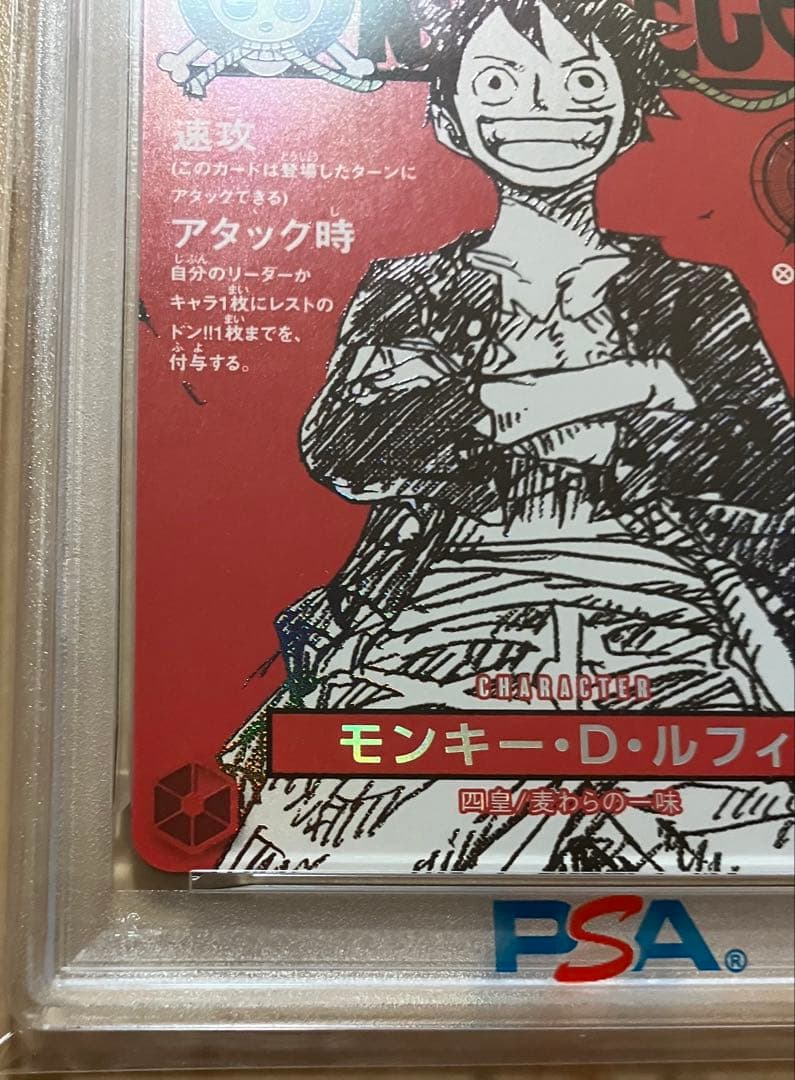 速攻
(このカードは登場したターンに
アタックできる)
アタック時
自分のリーダーか
キャラ1枚にレストの
ドン!!1枚までを、
付与する。
CHARACTER
モンキー・D・ルフィ
四皇/麦わらの一味
PSA®